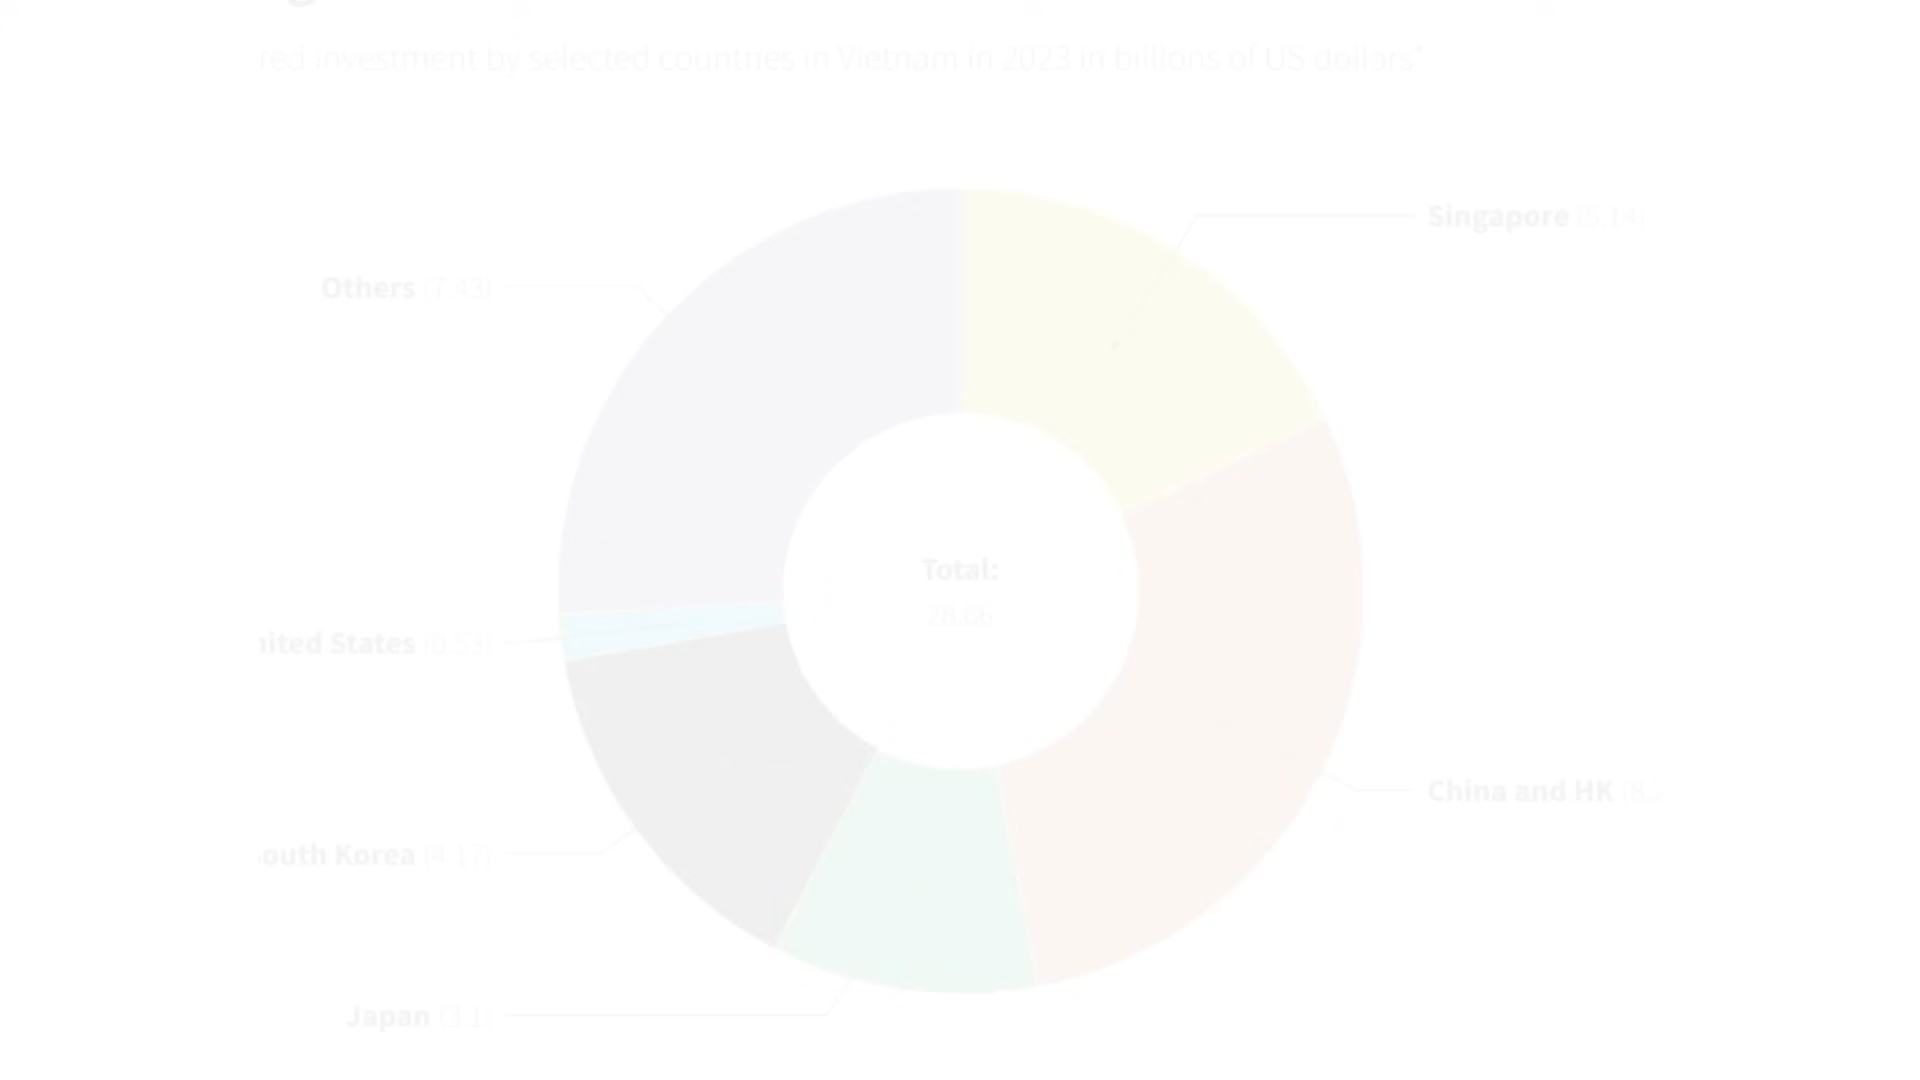 red investment by selected countries in Vietnam in 2023 in billions of US dollars*
Singapore (5.14)
Others (7.43)
Total:
28.66
nited States (0.53)
China and HK (8...
outh Korea (4.17)
Japan (3.1)